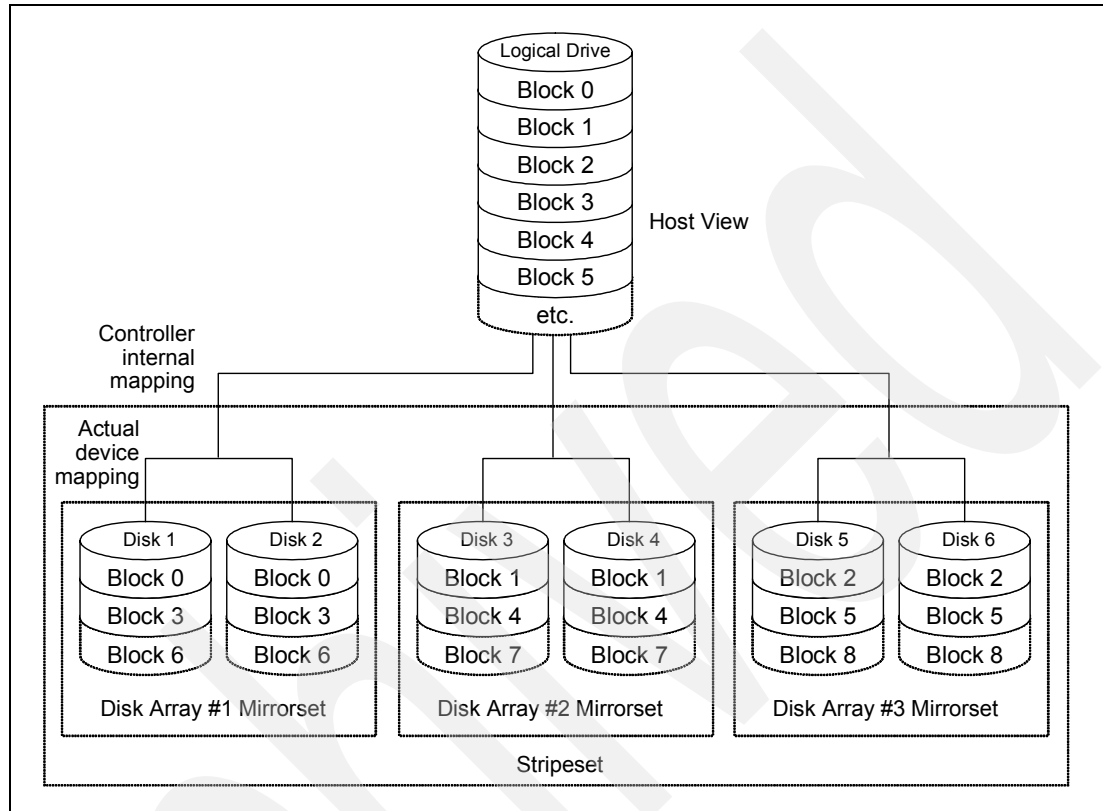 Logical Drive
Block 0
Block 1
Block 2
Block 3
Block 4
Block 5
etc.
Host View
Controller
internal
mapping
Actual
device
mapping
Disk 1
Block 0
Block 3
Block 6
Disk 2
Block 0
Block 3
Block 6
Disk Array #1 Mirrorset
Disk 3
Block 1
Block 4
Block 7
Disk 4
Block 1
Block 4
Block 7
Disk Array #2 Mirrorset
Disk 5
Block 2
Block 5
Block 8
Disk 6
Block 2
Block 5
Block 8
Disk Array #3 Mirrorset
Stripeset